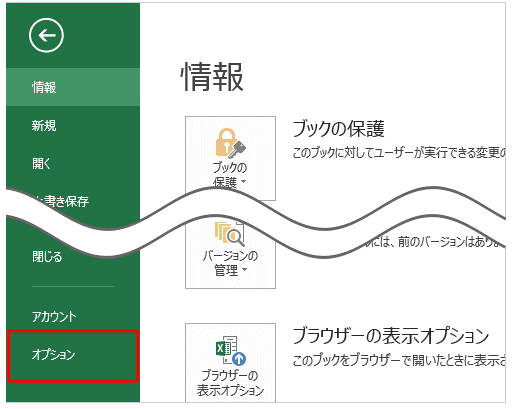 情報
新規
開く
書き保存
閉じる
アカウント
オプション
情報
ブックの
保護
ブックの保護
このブックに対してユーザーが実行できる変更の
バージョンの
管理
には、前のバージョンはありま
ブラウザーの
表示オプション
ブラウザーの表示オプション
このブックをブラウザーで開いたときに表示さ